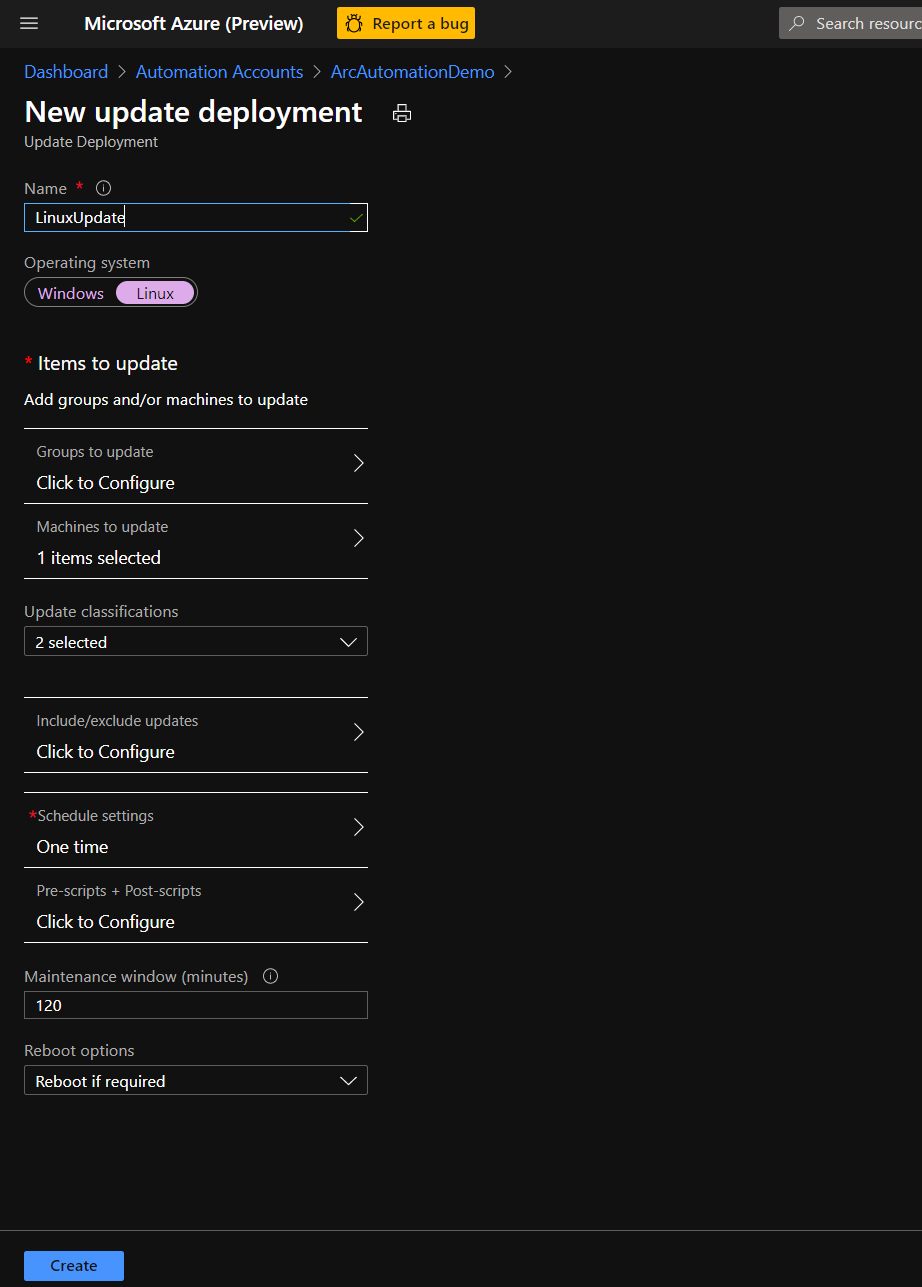 Microsoft Azure (Preview)
Report a bug
Search resourc
Dashboard > Automation Accounts > ArcAutomationDemo >
New update deployment
Update Deployment
Name *
LinuxUpdate
Operating system
Windows Linux
* Items to update
Add groups and/or machines to update
Groups to update
Click to Configure
Machines to update
1 items selected
Update classifications
2 selected
Include/exclude updates
Click to Configure
*Schedule settings
One time
Pre-scripts + Post-scripts
Click to Configure
Maintenance window (minutes)
120
Reboot options
Reboot if required
Create